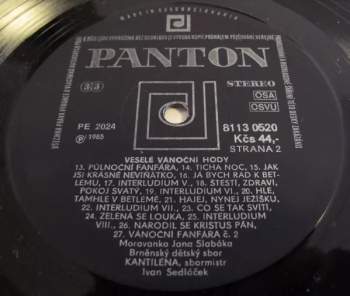 MADE IN CZECHOSLOVAKIA
PANTON
33
STEREO
OSA
OSVU
PE 2024
Ⓟ 1985
8113 0520
Kčs 44,-
STRANA 2
VESELÉ VÁNOČNÍ HODY
13. PŮLNOČNÍ FANFÁRA, 14. TICHÁ NOC, 15. JAK
JSI KRÁSNÉ NEVIŇÁTKO, 16. JÁ BYCH RÁD K BET-
LÉMU, 17. INTERLUDIUM V., 18. ŠTĚSTÍ, ZDRAVÍ,
POKOJ SVATÝ, 19. INTERLUDIUM VI., 20. HLE,
TAMHLE V BETLÉMĚ, 21. HAJEJ, NYNEJ JEŽÍŠKU,
22. INTERLUDIUM VII., 23. CO SE TAK SVÍTÍ,
24. ZELENÁ SE LOUKA, 25. INTERLUDIUM
VIII., 26. NARODIL SE KRISTUS PÁN,
27. VÁNOČNÍ FANFÁRA č. 2
Moravanka Jana Slabáka
Brněnský dětský sbor
KANTILÉNA, sbormistr
Ivan Sedláček